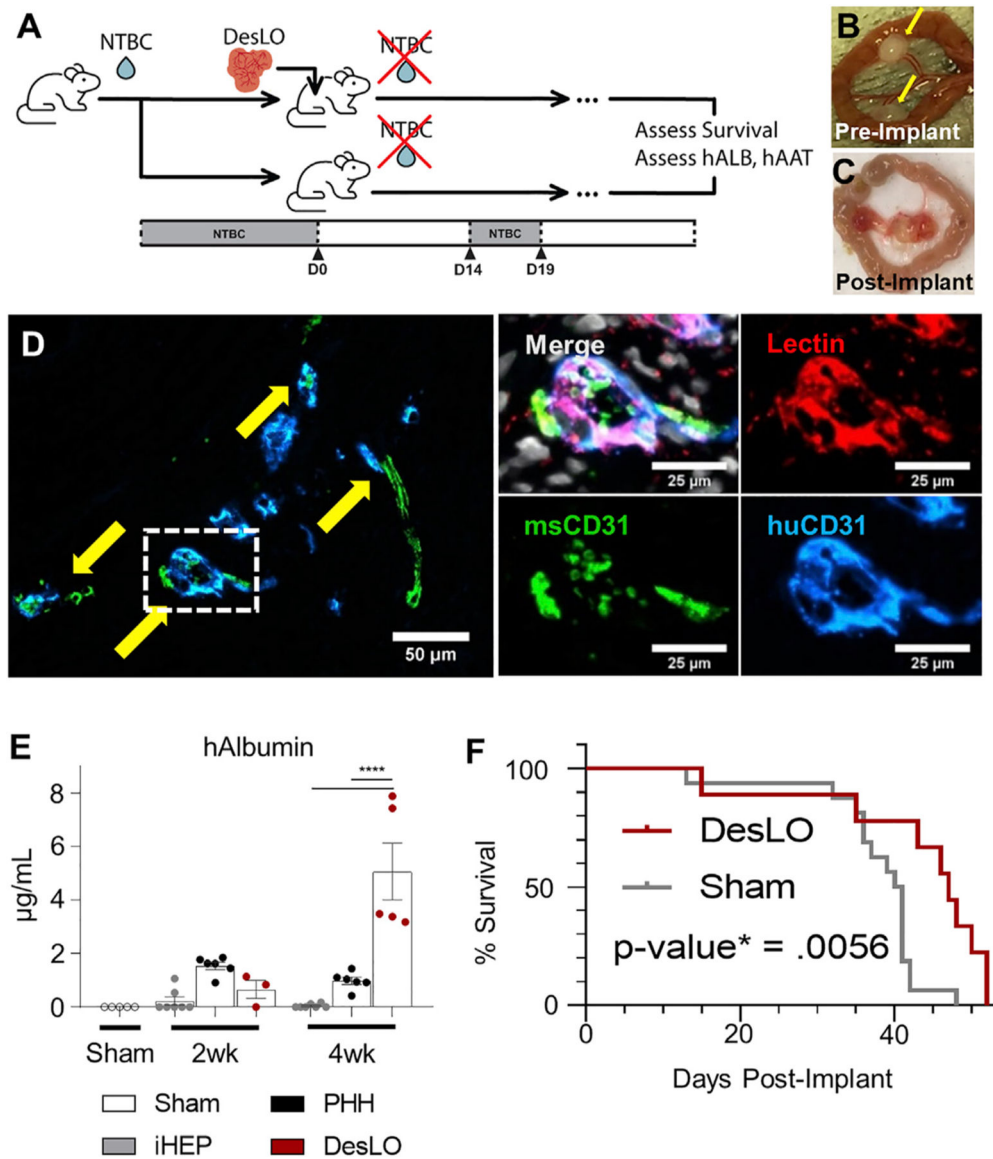 A
NTBC
DesLO
NTBC
NTBC
Assess Survival
Assess hALB, hAAT
NTBC
NTBC
D0
D14
D19
B
Pre-Implant
C
Post-Implant
D
50 µm
Merge
25 µm
Lectin
25 µm
msCD31
25 µm
huCD31
25 µm
E
hAlbumin
****
µg/mL
8
6
4
2
0
Sham
2wk
4wk
Sham
PHH
iHEP
DesLO
F
% Survival
100
50
0
DesLO
Sham
p-value* = .0056
0
20
40
Days Post-Implant